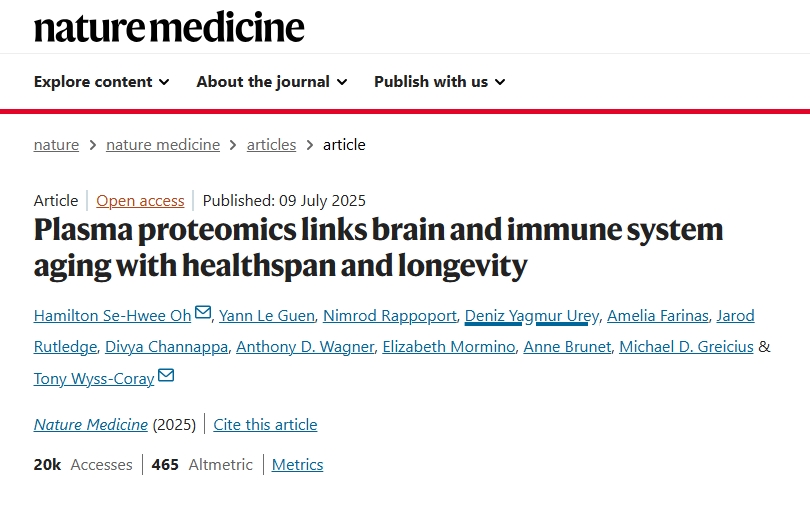 nature medicine
Explore content About the journal Publish with us
nature > nature medicine > articles > article
Article | Open access | Published: 09 July 2025
Plasma proteomics links brain and immune system
aging with healthspan and longevity
Hamilton Se-Hwee Oh, Yann Le Guen, Nimrod Rappoport, Deniz Yagmur Urey, Amelia Farinas, Jarod
Rutledge, Divya Channappa, Anthony D. Wagner, Elizabeth Mormino, Anne Brunet, Michael D. Greicius &
Tony Wyss-Coray
Nature Medicine (2025) | Cite this article
20k Accesses | 465 Altmetric | Metrics